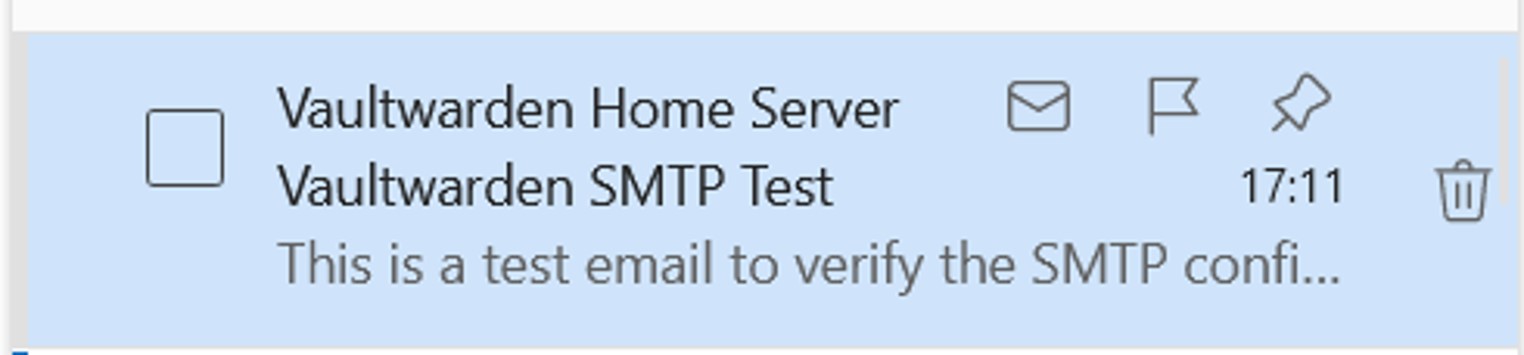 Vaultwarden Home Server
Vaultwarden SMTP Test 17:11
This is a test email to verify the SMTP confi...